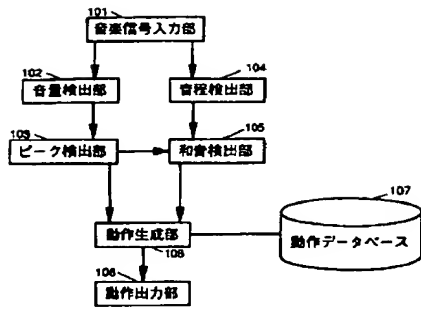 101
音楽信号入力部
102
音量検出部
104
音程検出部
103
ピーク検出部
105
和音検出部
107
動作データベース
動作生成部
106
106
動作出力部